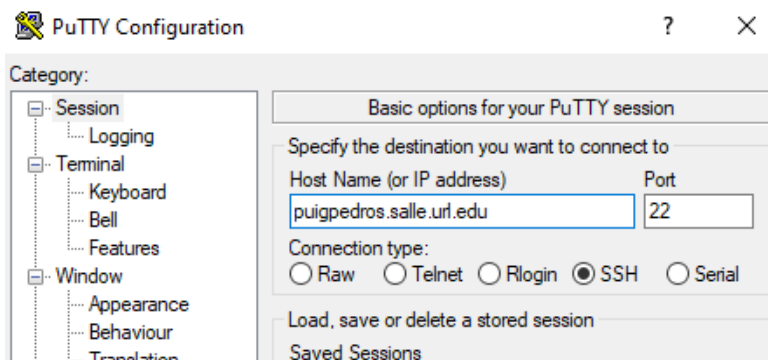 PuTTY Configuration
?
Category:
Session
Logging
Terminal
Keyboard
Bell
Features
Window
Appearance
Behaviour
Translation
Basic options for your PuTTY session
Specify the destination you want to connect to
Host Name (or IP address) Port
puigpedros.salle.url.edu 22
Connection type:
Raw Telnet Rlogin SSH Serial
Load, save or delete a stored session
Saved Sessions